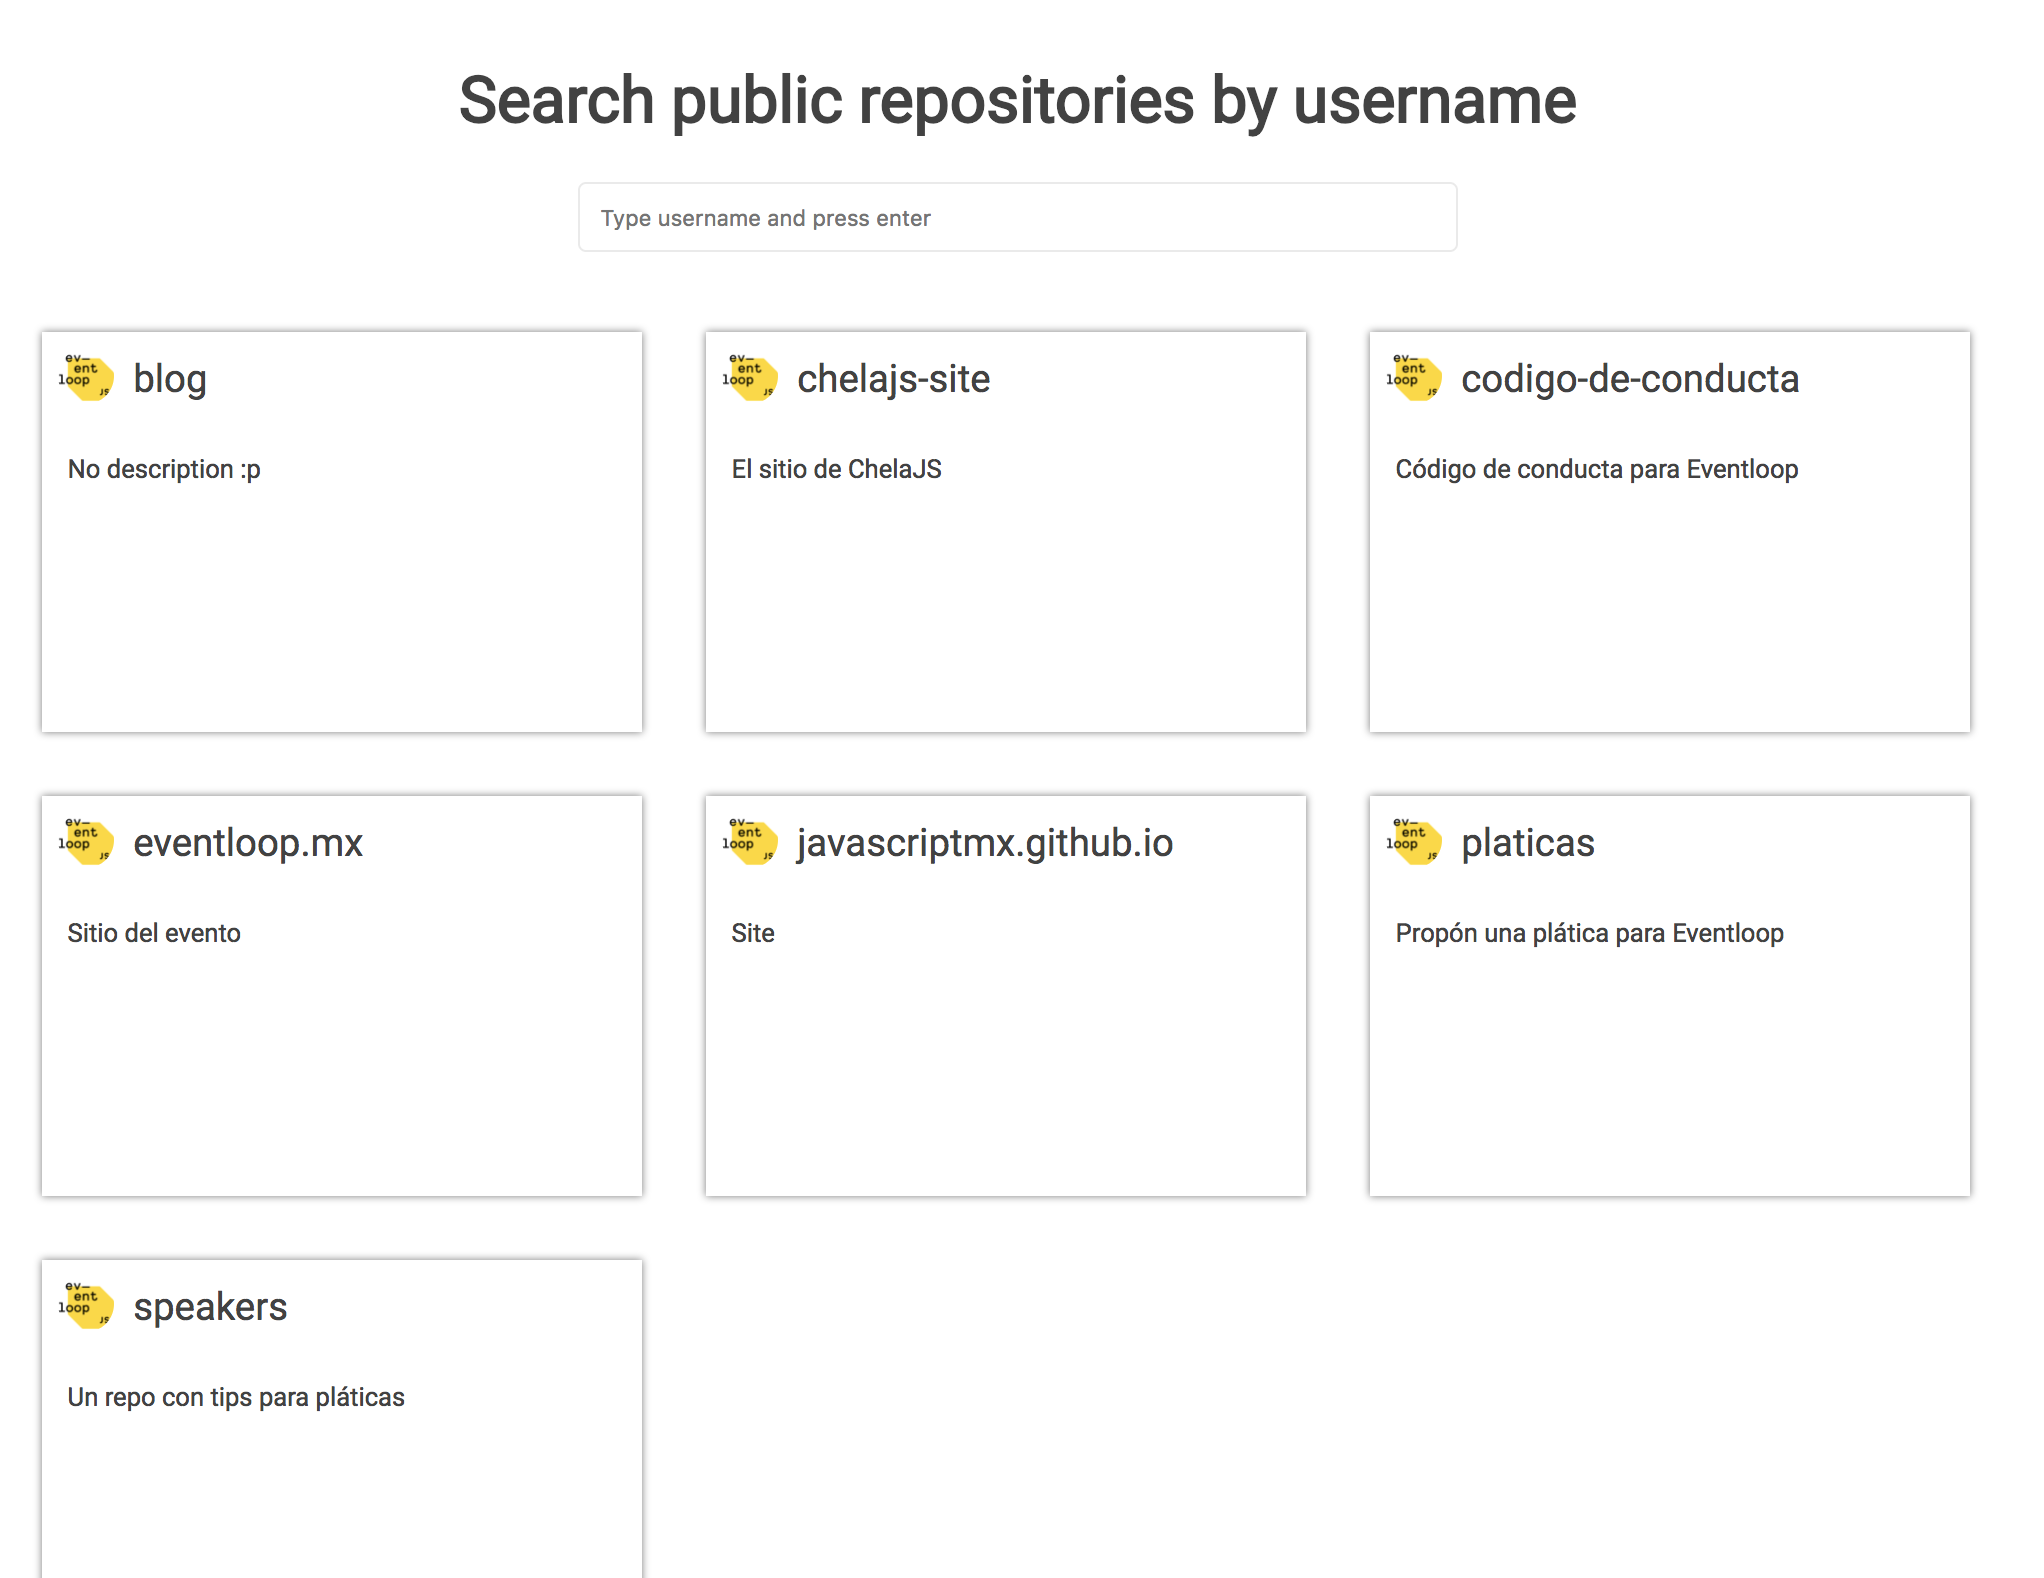 Search public repositories by username
Type username and press enter
ev—
ent
loop
JS
blog
No description :p
ev—
ent
loop
JS
chelajs-site
El sitio de ChelaJS
ev—
ent
loop
JS
codigo-de-conducta
Código de conducta para Eventloop
ev—
ent
loop
JS
eventloop.mx
Sitio del evento
ev—
ent
loop
JS
javascriptmx.github.io
Site
ev—
ent
loop
JS
platicas
Propón una plática para Eventloop
ev—
ent
loop
JS
speakers
Un repo con tips para pláticas